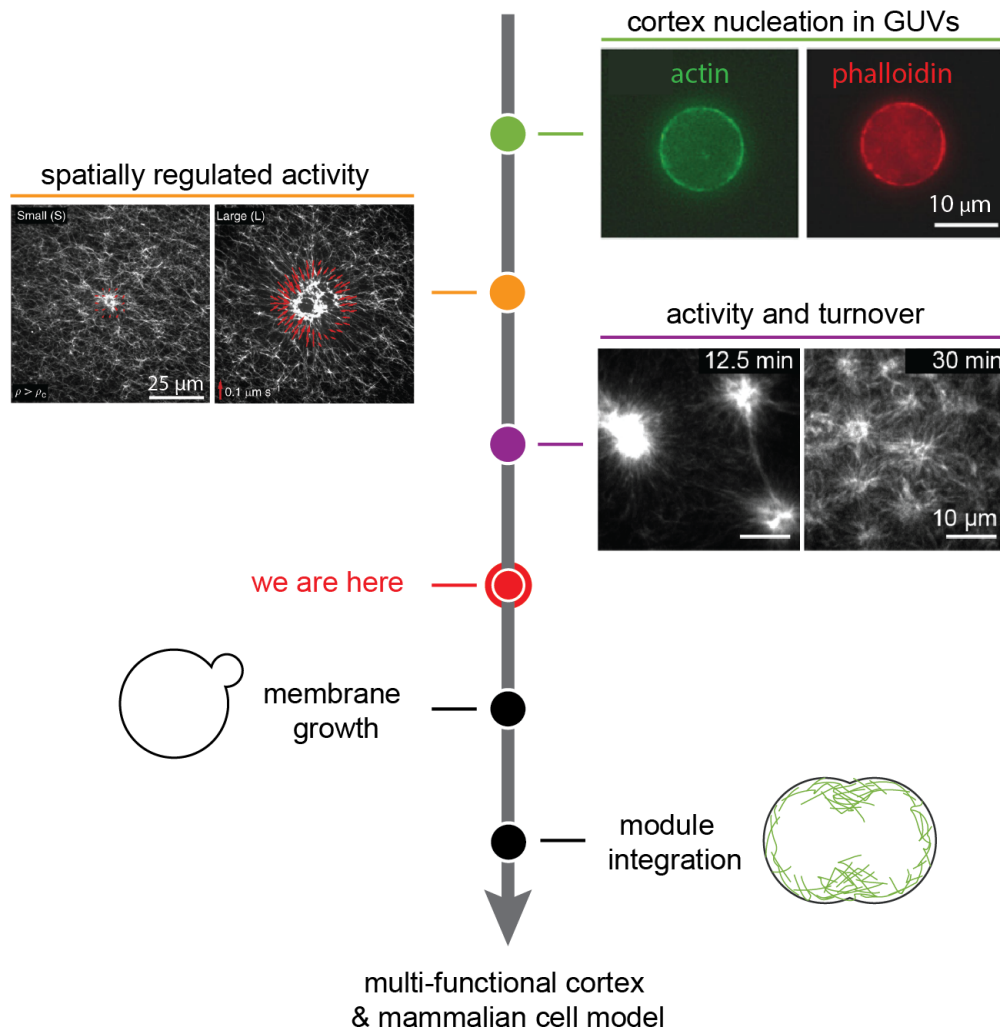 cortex nucleation in GUVs
actin
phalloidin
10 µm
spatially regulated activity
Small (S)
Large (L)
ρ > ρc
25 µm
0.1 µm s⁻¹
activity and turnover
12.5 min
30 min
10 µm
we are here
membrane
growth
module
integration
multi-functional cortex
& mammalian cell model